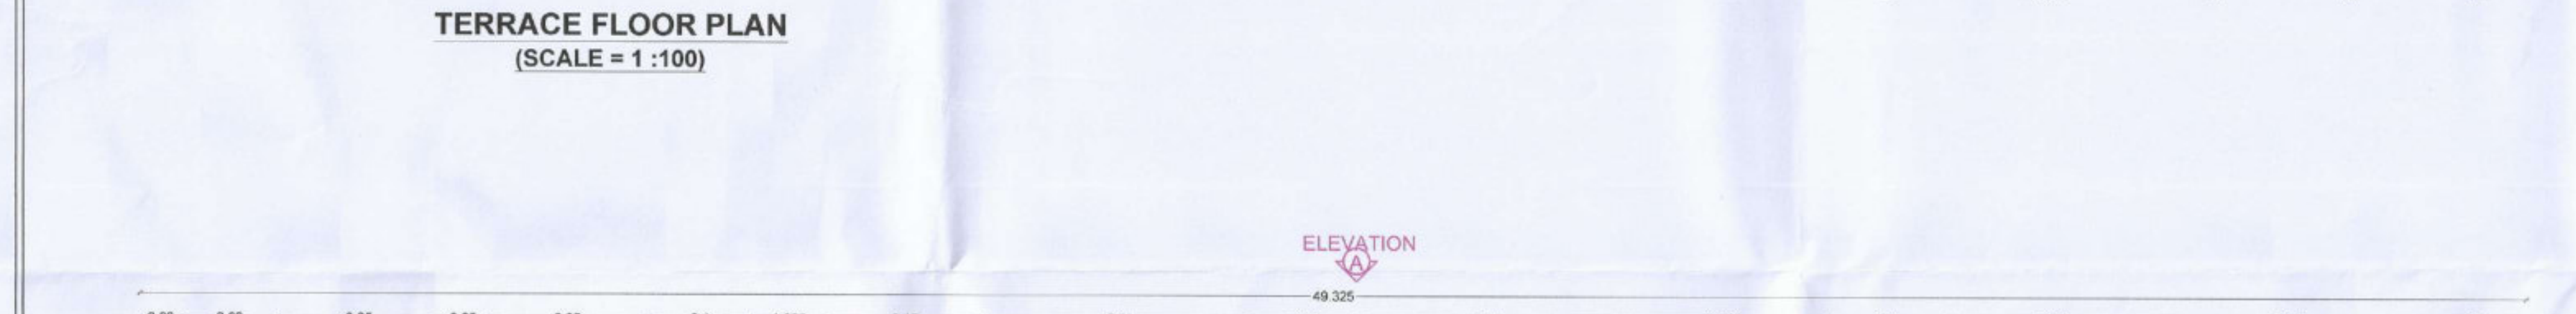 TERRACE FLOOR PLAN
(SCALE = 1 :100)
ELEVATION
A
49.325